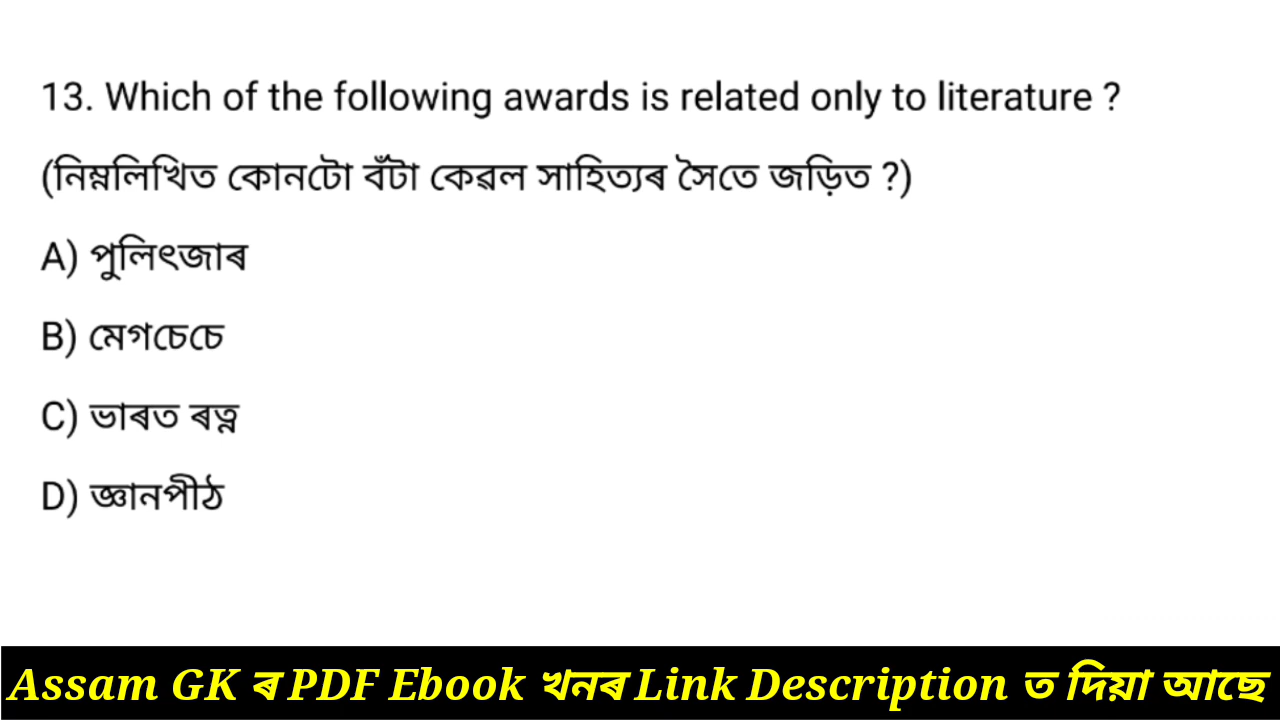 13. Which of the following awards is related only to literature ?
(নিম্নলিখিত কোনটো বঁটা কেৱল সাহিত্যৰ সৈতে জড়িত ?)
A) পুলিৎজাৰ
B) মেগচেচে
C) ভাৰত ৰত্ন
D) জ্ঞানপীঠ
Assam GK ৰ PDF Ebook খনৰ Link Description ত দিয়া আছে